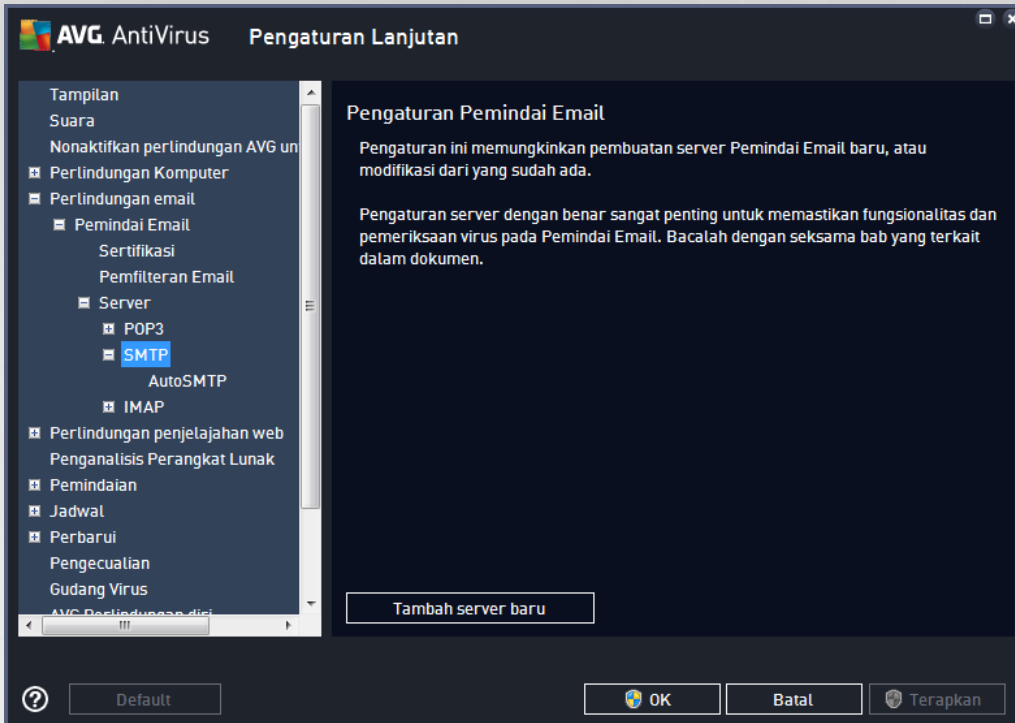 AVG. AntiVirus
Pengaturan Lanjutan
Tampilan
Suara
Nonaktifkan perlindungan AVG un
Perlindungan Komputer
Perlindungan email
Pemindai Email
Sertifikasi
Pemfilteran Email
Server
POP3
SMTP
AutoSMTP
IMAP
Perlindungan penjelajahan web
Penganalisis Perangkat Lunak
Pemindaian
Jadwal
Perbarui
Pengecualian
Gudang Virus
AVG Perlindungan diri
Pengaturan Pemindai Email
Pengaturan ini memungkinkan pembuatan server Pemindai Email baru, atau
modifikasi dari yang sudah ada.
Pengaturan server dengan benar sangat penting untuk memastikan fungsionalitas dan
pemeriksaan virus pada Pemindai Email. Bacalah dengan seksama bab yang terkait
dalam dokumen.
Tambah server baru
Default
OK
Batal
Terapkan